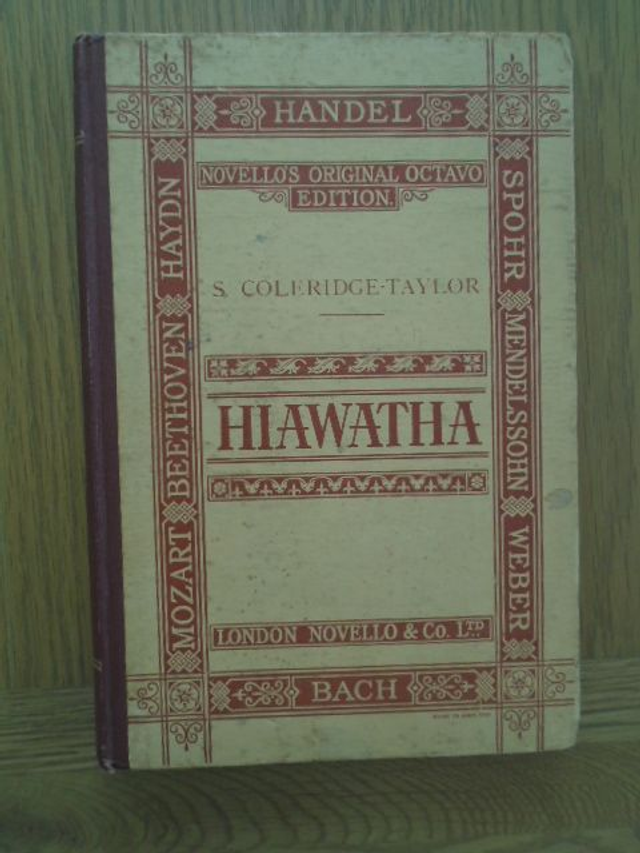 HANDEL
NOVELLO'S ORIGINAL OCTAVO
EDITION.
S. COLERIDGE-TAYLOR
HIAWATHA
LONDON NOVELLO & Co. LTD.
BACH
MOZART BEETHOVEN HAYDN
SPOHR MENDELSSOHN WEBER